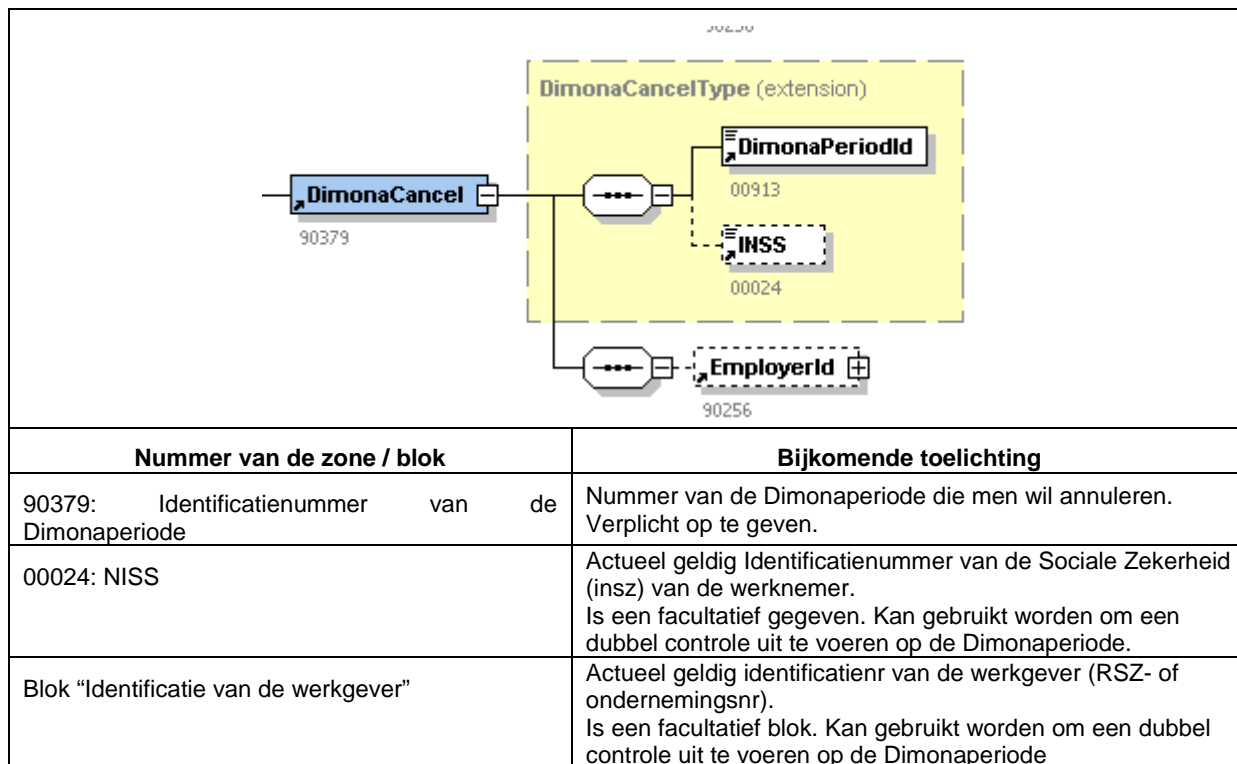 DimonaCancelType (extension)
DimonaPeriodId
00913
DimonaCancel
90379
INSS
00024
EmployerId
90256
Nummer van de zone / blok
Bijkomende toelichting
90379: Identificatienummer van de
Dimonaperiode
Nummer van de Dimonaperiode die men wil annuleren.
Verplicht op te geven.
00024: NISS
Actueel geldig Identificatienummer van de Sociale Zekerheid
(insz) van de werknemer.
Is een facultatief gegeven. Kan gebruikt worden om een
dubbel controle uit te voeren op de Dimonaperiode.
Blok “Identificatie van de werkgever”
Actueel geldig identificatienr van de werkgever (RSZ- of
ondernemingsnr).
Is een facultatief blok. Kan gebruikt worden om een dubbel
controle uit te voeren op de Dimonaperiode